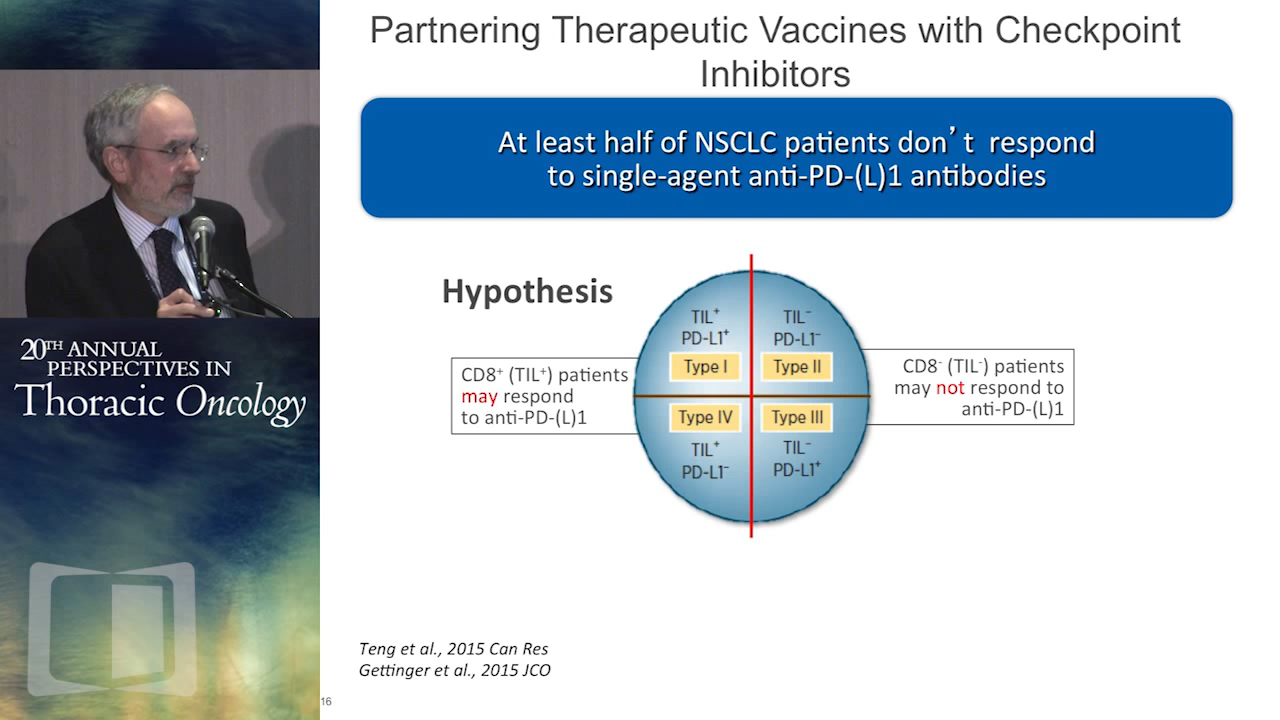 Partnering Therapeutic Vaccines with Checkpoint
Inhibitors
At least half of NSCLC patients don’t respond
to single-agent anti-PD-(L)1 antibodies
Hypothesis
TIL⁺
PD-L1⁺
Type I
TIL⁻
PD-L1⁻
Type II
CD8⁺ (TIL⁺) patients
may respond
to anti-PD-(L)1
CD8⁻ (TIL⁻) patients
may not respond to
anti-PD-(L)1
Type IV
TIL⁺
PD-L1⁻
Type III
TIL⁻
PD-L1⁺
20TH ANNUAL
PERSPECTIVES IN
Thoracic Oncology
Teng et al., 2015 Can Res
Gettinger et al., 2015 JCO
16